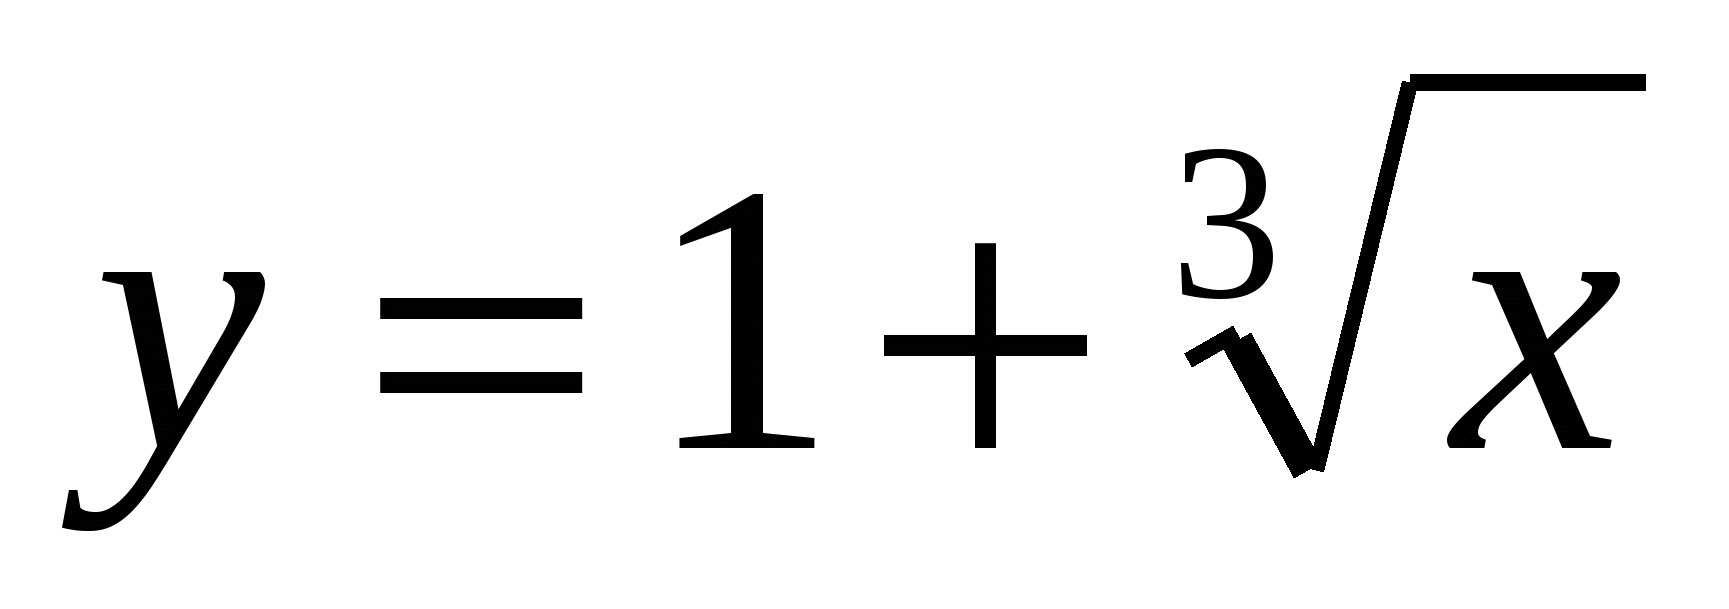 y = 1 + ∛x